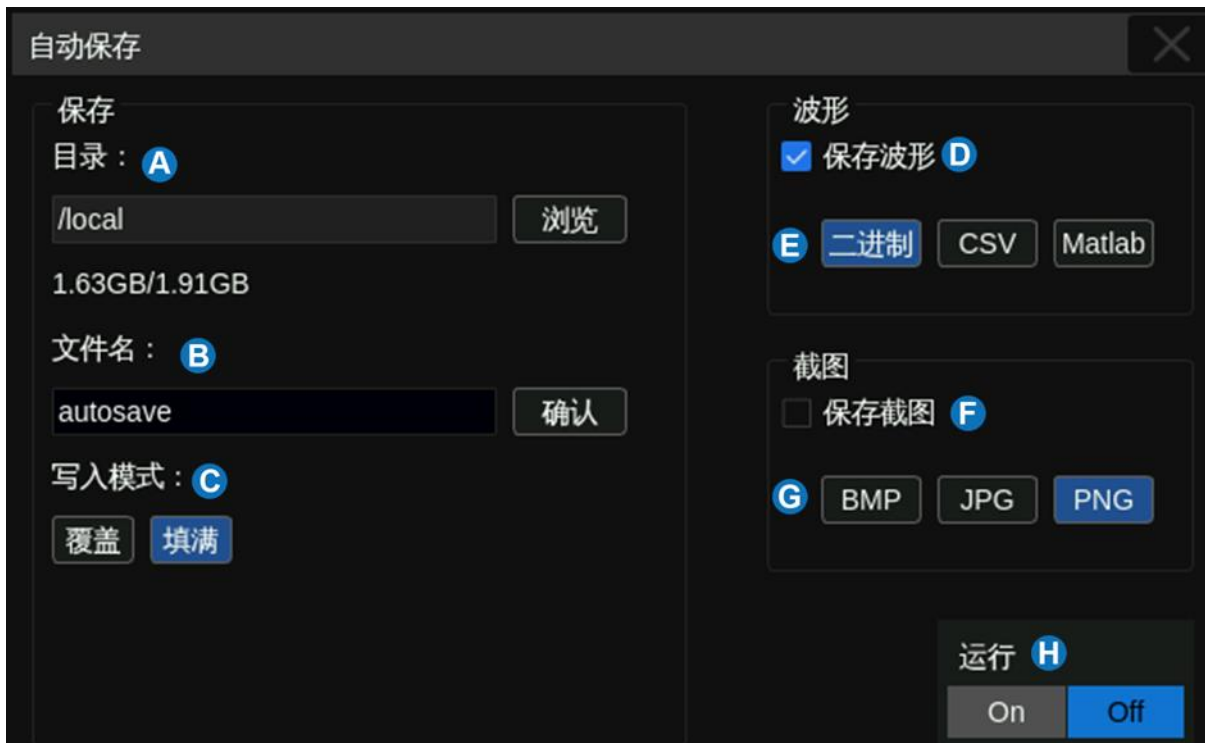 自动保存
保存
目录： A
/local 浏览
1.63GB/1.91GB
文件名： B
autosave 确认
写入模式： C
覆盖 填满
波形
保存波形 D
E 二进制 CSV Matlab
截图
保存截图 F
G BMP JPG PNG
运行 H
On Off